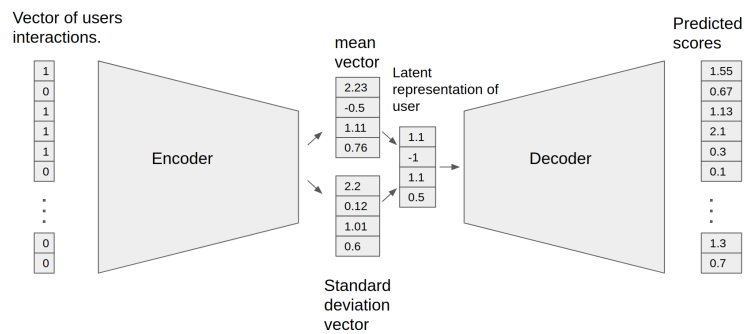 Vector of users
interactions.
1
0
1
1
1
0
0
0
Encoder
mean
vector
2.23
-0.5
1.11
0.76
2.2
0.12
1.01
0.6
Standard
deviation
vector
Latent
representation of
user
1.1
-1
1.1
0.5
Decoder
Predicted
scores
1.55
0.67
1.13
2.1
0.3
0.1
1.3
0.7